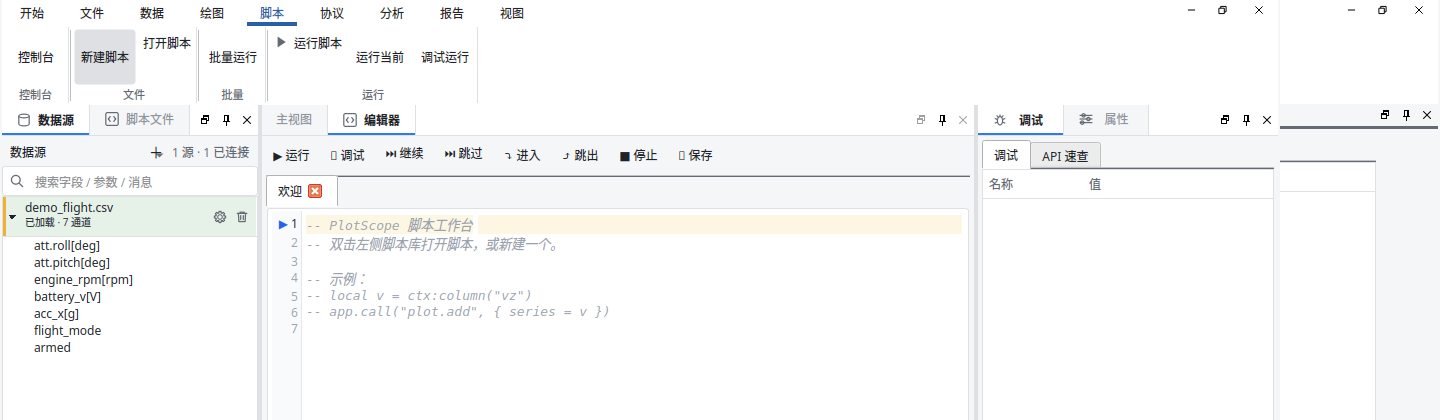 开始 文件 数据 绘图 脚本 协议 分析 报告 视图
控制台 新建脚本 打开脚本 批量运行 运行脚本 运行当前 调试运行
控制台 文件 批量 运行
数据源 脚本文件 主视图 编辑器 调试 属性
数据源 1 源 · 1 已连接
搜索字段 / 参数 / 消息
demo_flight.csv
已加载 · 7 通道
att.roll[deg]
att.pitch[deg]
engine_rpm[rpm]
battery_v[V]
acc_x[g]
flight_mode
armed
运行 调试 继续 跳过 进入 跳出 停止 保存
欢迎
1 -- PlotScope 脚本工作台
2 -- 双击左侧脚本库打开脚本，或新建一个。
3
4 -- 示例：
5 -- local v = ctx:column("vz")
6 -- app.call("plot.add", { series = v })
7
调试 API 速查
名称 值